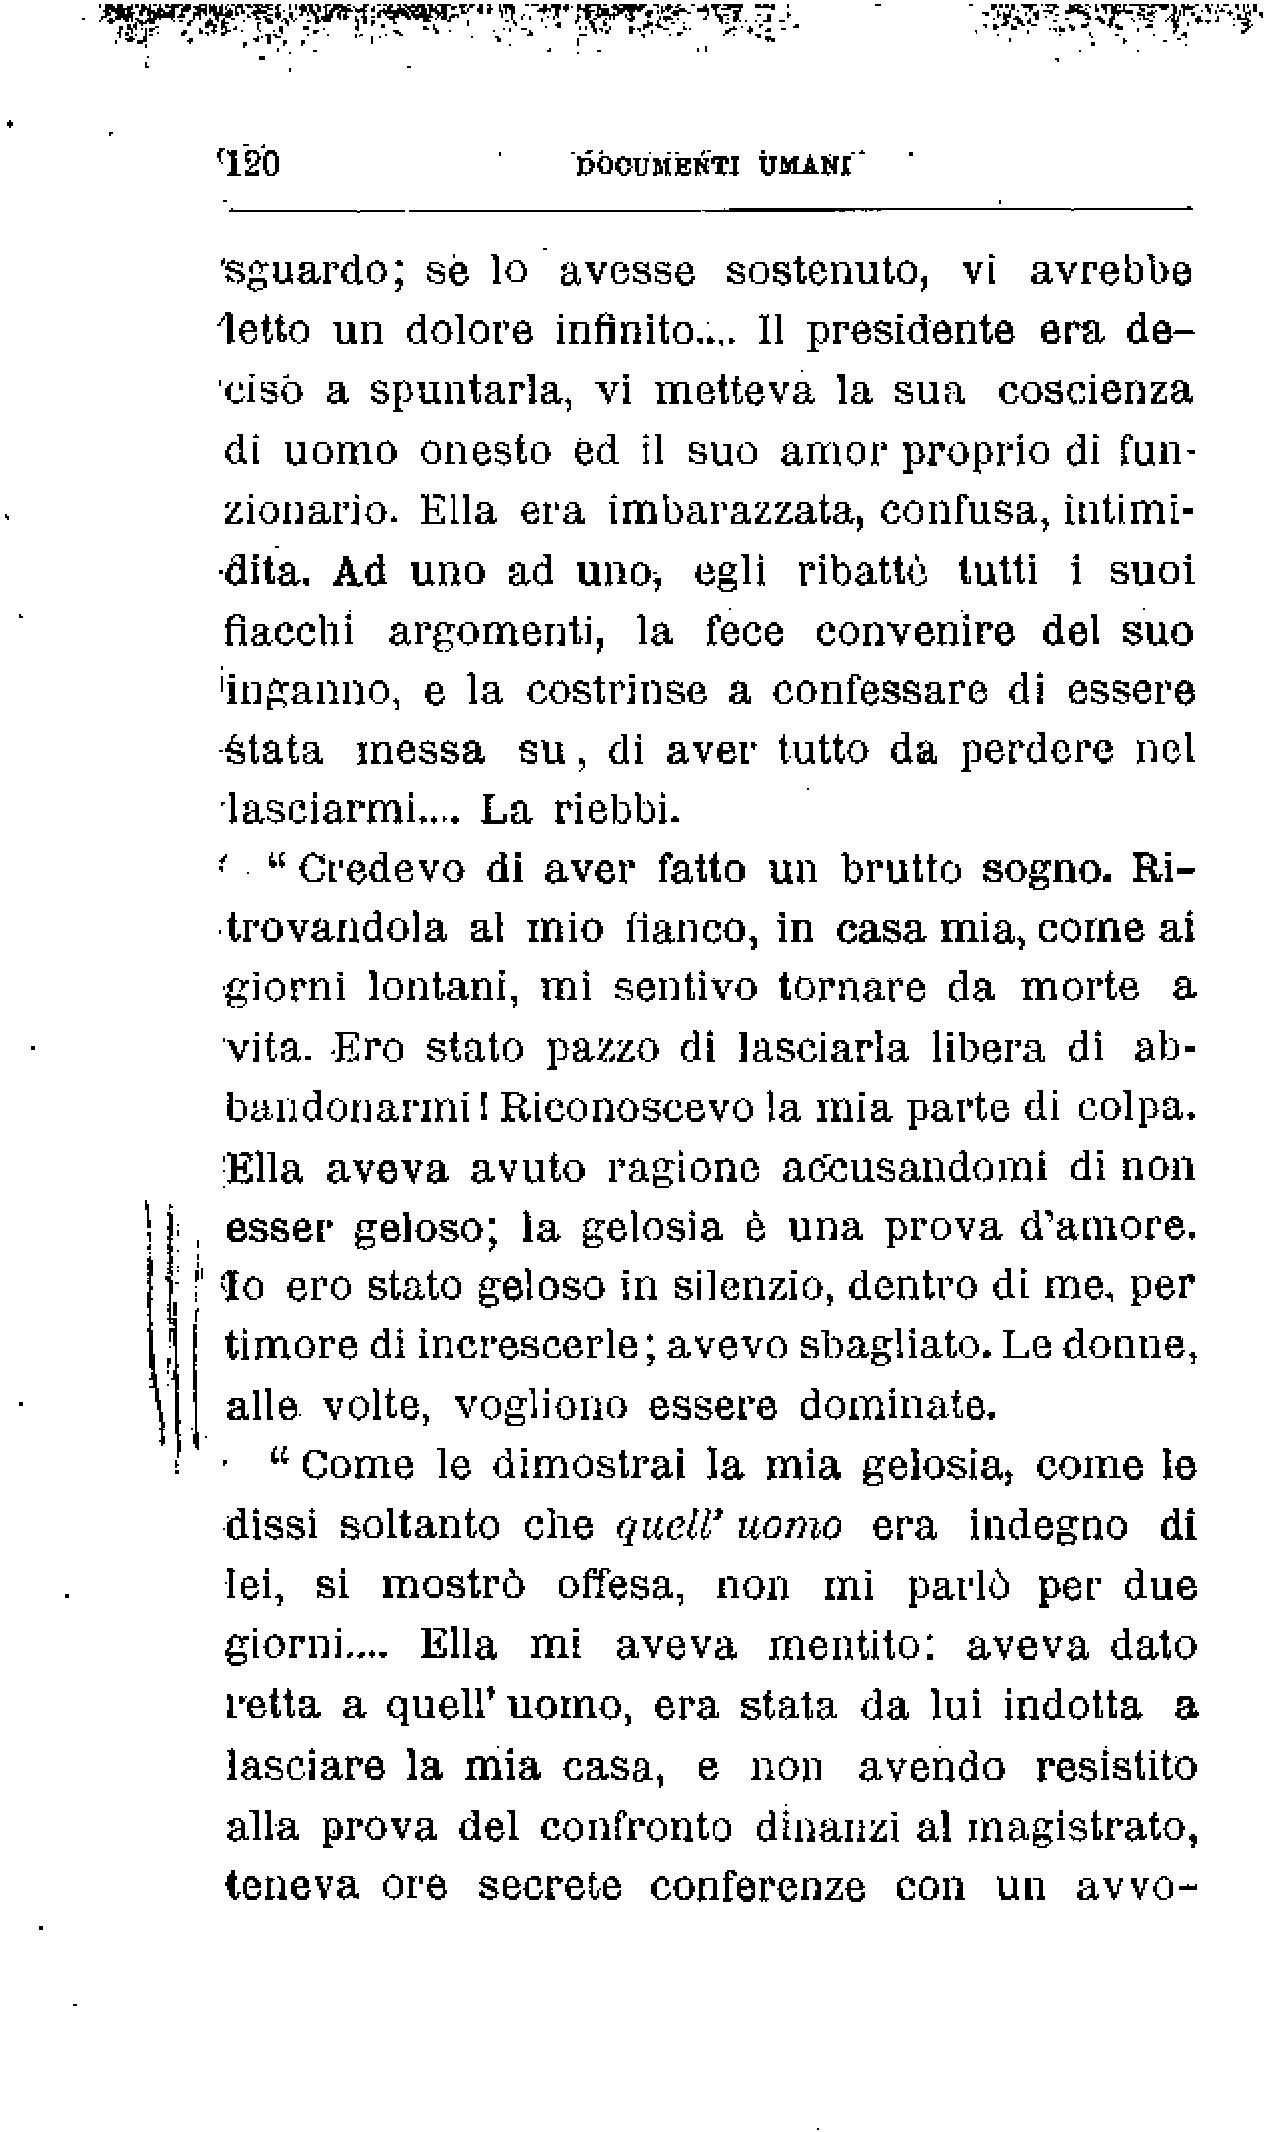 120 DOCUMENTI UMANI
sguardo; se lo avesse sostenuto, vi avrebbe
letto un dolore infinito.... Il presidente era de-
ciso a spuntarla, vi metteva la sua coscienza
di uomo onesto ed il suo amor proprio di fun-
zionario. Ella era imbarazzata, confusa, intimi-
dita. Ad uno ad uno, egli ribattè tutti i suoi
fiacchi argomenti, la fece convenire del suo
inganno, e la costrinse a confessare di essere
stata messa su, di aver tutto da perdere nel
lasciarmi.... La riebbi.
“ Credevo di aver fatto un brutto sogno. Ri-
trovandola al mio fianco, in casa mia, come ai
giorni lontani, mi sentivo tornare da morte a
vita. Ero stato pazzo di lasciarla libera di ab-
bandonarmi! Riconoscevo la mia parte di colpa.
Ella aveva avuto ragione accusandomi di non
esser geloso; la gelosia è una prova d'amore.
Io ero stato geloso in silenzio, dentro di me, per
timore di increscerle; avevo sbagliato. Le donne,
alle volte, vogliono essere dominate.
“ Come le dimostrai la mia gelosia, come le
dissi soltanto che quell' uomo era indegno di
lei, si mostrò offesa, non mi parlò per due
giorni.... Ella mi aveva mentito: aveva dato
retta a quell' uomo, era stata da lui indotta a
lasciare la mia casa, e non avendo resistito
alla prova del confronto dinanzi al magistrato,
teneva ore secrete conferenze con un avvo-